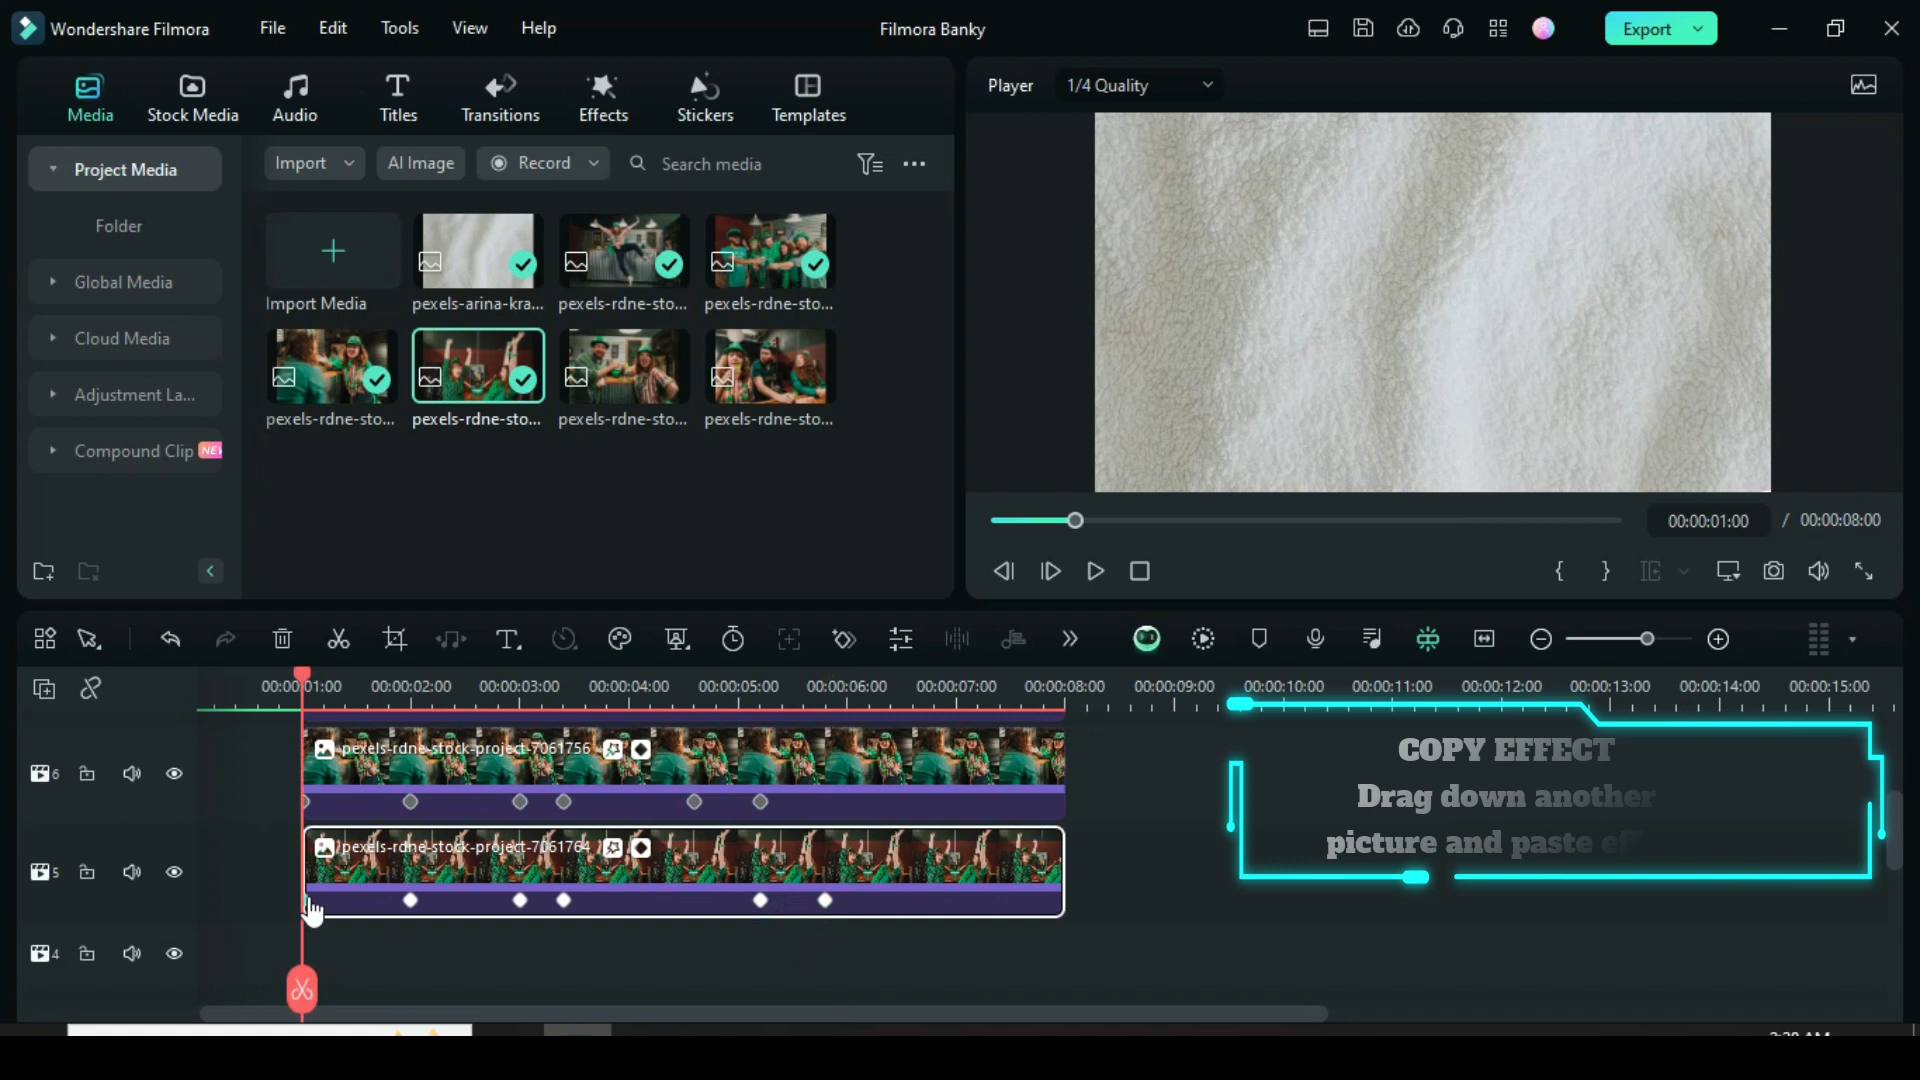 Wondershare Filmora
File
Edit
Tools
View
Help
Filmora Banky
Export
Media
Stock Media
Audio
Titles
Transitions
Effects
Stickers
Templates
Player
1/4 Quality
Project Media
Folder
Global Media
Cloud Media
Adjustment La...
Compound Clip
Import
AI Image
Record
Search media
Import Media
pexels-arina-kra...
pexels-rdne-sto...
pexels-rdne-sto...
pexels-rdne-sto...
pexels-rdne-sto...
pexels-rdne-sto...
pexels-rdne-sto...
00:00:01:00 / 00:00:08:00
00:00:01:00 00:00:02:00 00:00:03:00 00:00:04:00 00:00:05:00 00:00:06:00 00:00:07:00 00:00:08:00 00:00:09:00 00:00:10:00 00:00:11:00 00:00:12:00 00:00:13:00 00:00:14:00 00:00:15:00
6
pexels-rdne-stock-project-7061756
5
pexels-rdne-stock-project-7061764
4
COPY EFFECT
Drag down another
picture and paste